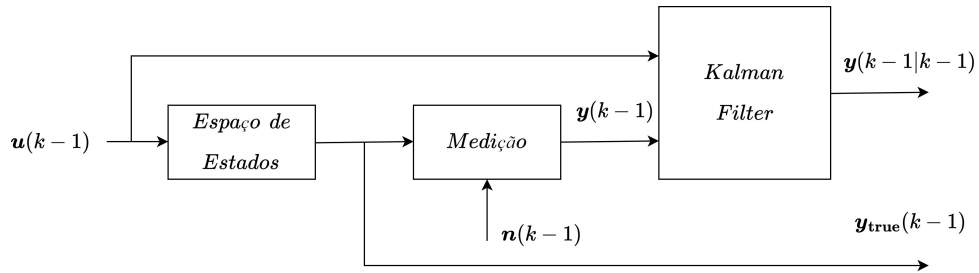 Kalman
Filter
y(k−1|k−1)
u(k−1)
Espaço de
Estados
Medição
y(k−1)
n(k−1)
y_true(k−1)